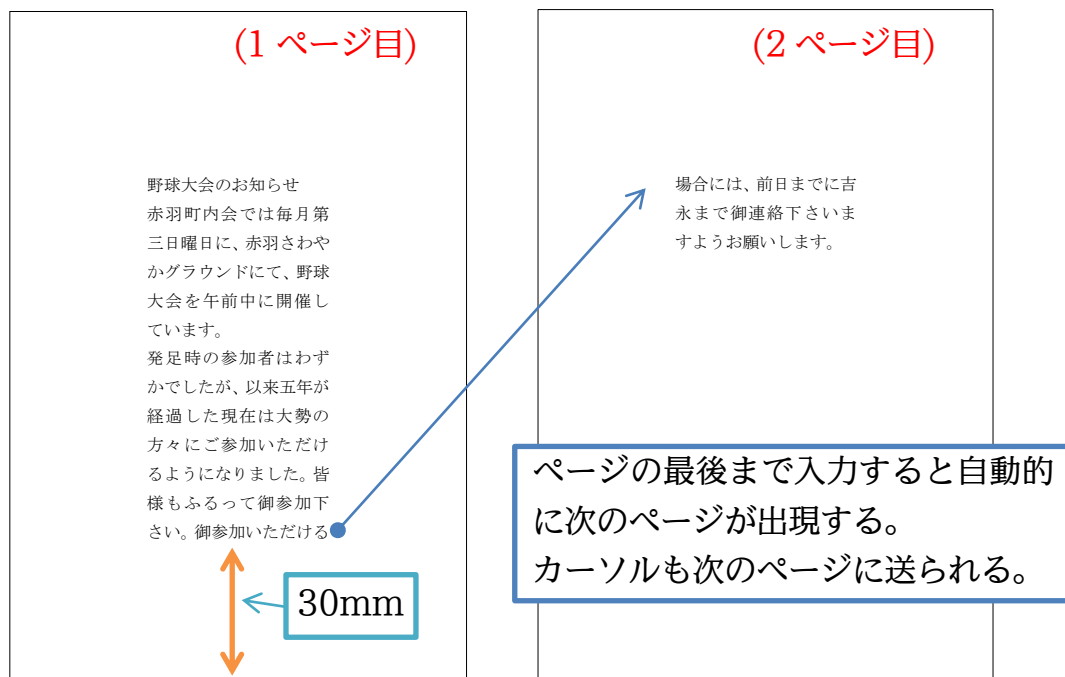 (1 ページ目)
野球大会のお知らせ
赤羽町内会では毎月第
三日曜日に、赤羽さわや
かグラウンドにて、野球
大会を午前中に開催し
ています。
発足時の参加者はわず
かでしたが、以来五年が
経過した現在は大勢の
方々にご参加いただけ
るようになりました。皆
様もふるって御参加下
さい。御参加いただける
30mm
(2 ページ目)
場合には、前日までに吉
永まで御連絡下さいま
すようお願いします。
ページの最後まで入力すると自動的
に次のページが出現する。
カーソルも次のページに送られる。